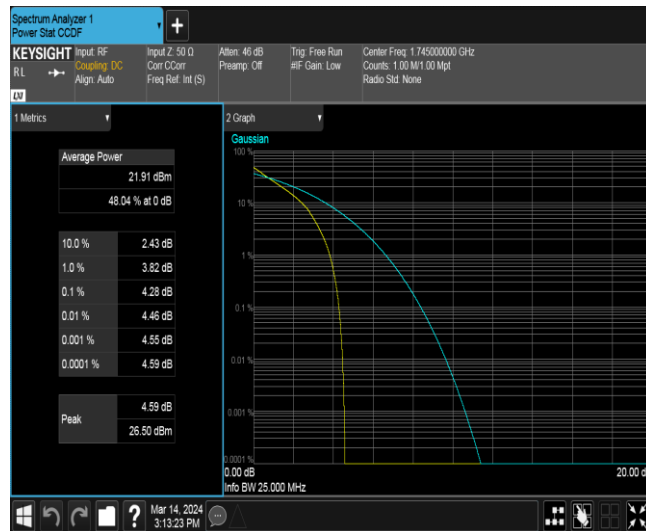 Spectrum Analyzer 1
Power Stat CCDF
+
KEYSIGHT
RL
LXI
Input: RF
Coupling: DC
Align: Auto
Input Z: 50 Ω
Corr CCorr
Freq Ref: Int (S)
Atten: 46 dB
Preamp: Off
Trig: Free Run
#IF Gain: Low
Center Freq: 1.745000000 GHz
Counts: 1.00 M/1.00 Mpt
Radio Std: None
1 Metrics
Average Power
21.91 dBm
48.04 % at 0 dB
10.0 % 2.43 dB
1.0 % 3.82 dB
0.1 % 4.28 dB
0.01 % 4.46 dB
0.001 % 4.55 dB
0.0001 % 4.59 dB
Peak
4.59 dB
26.50 dBm
2 Graph
Gaussian
100 %
10 %
1 %
0.1 %
0.01 %
0.001 %
0.0001 %
0.00 dB
20.00 d
Info BW 25.000 MHz
?
Mar 14, 2024
3:13:23 PM